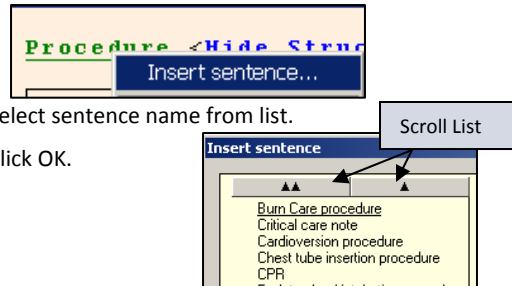 Procedure <Hide Struc
Insert sentence...
elect sentence name from list.
Scroll List
lick OK.
Insert sentence
Burn Care procedure
Critical care note
Cardioversion procedure
Chest tube insertion procedure
CPR